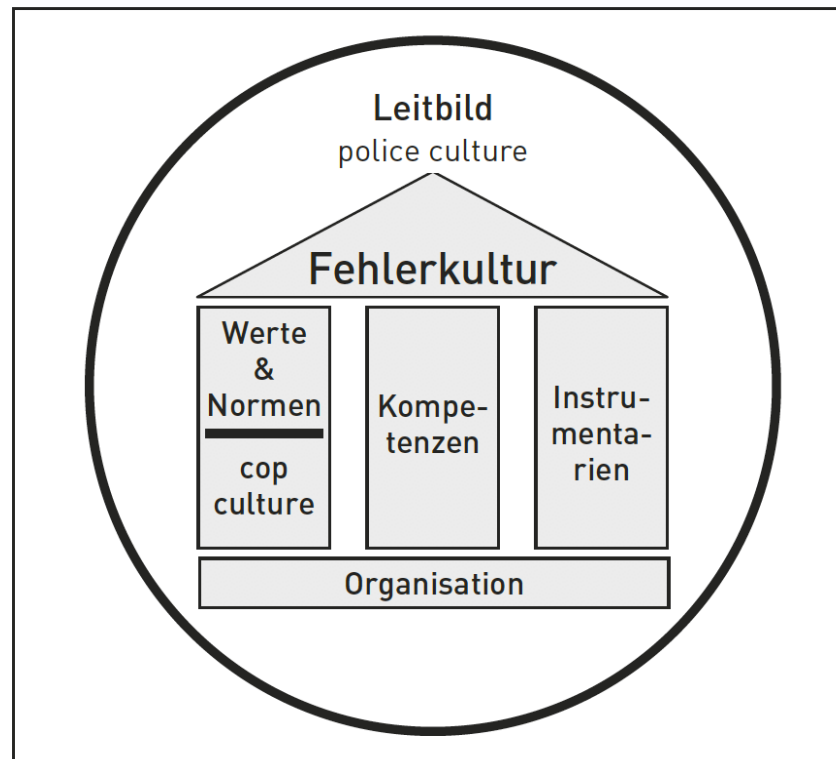 Leitbild
police culture
Fehlerkultur
Werte
&
Normen
cop
culture
Kompe-
tenzen
Instru-
menta-
rien
Organisation